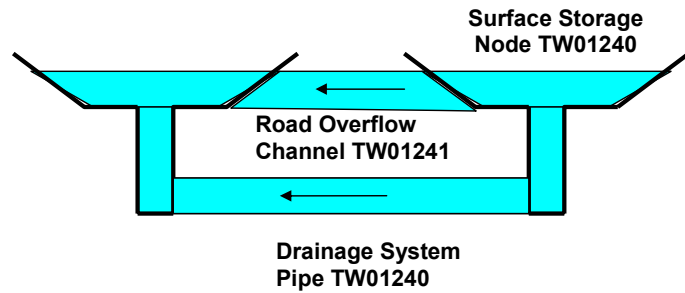 Surface Storage
Node TW01240
Road Overflow
Channel TW01241
Drainage System
Pipe TW01240